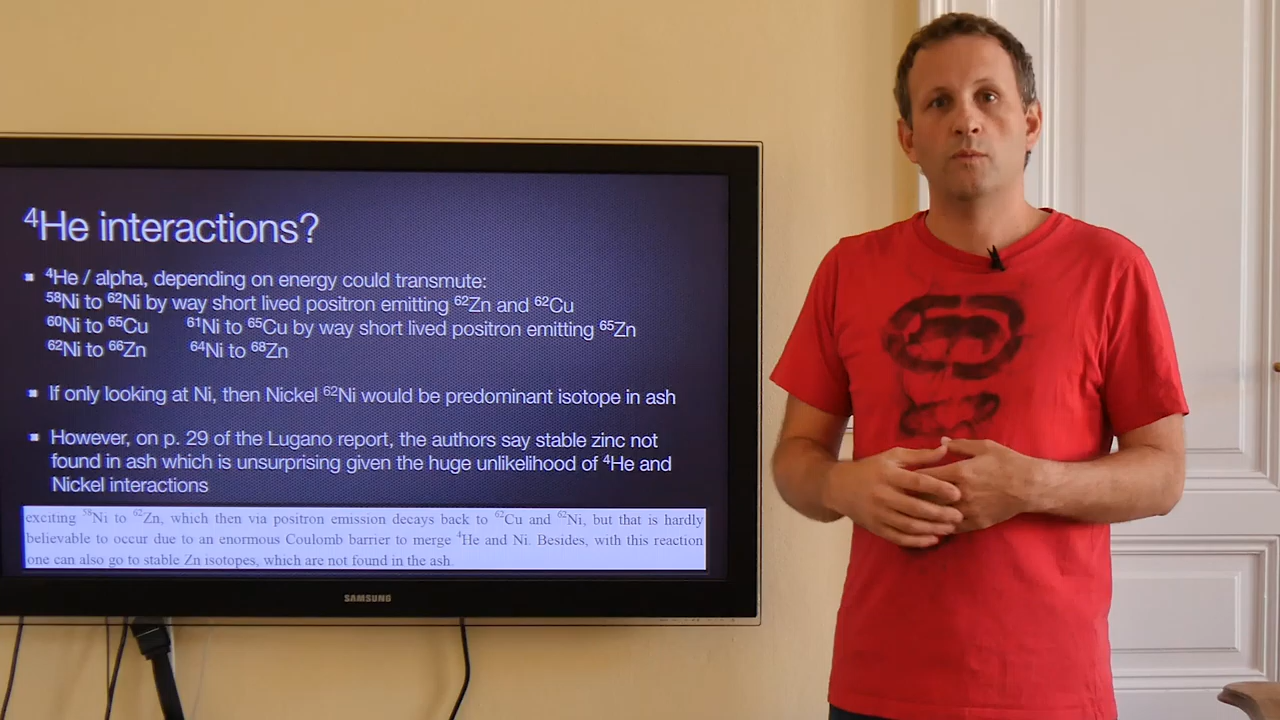 ⁴He interactions?
⁴He / alpha, depending on energy could transmute:
⁵⁸Ni to ⁶²Ni by way short lived positron emitting ⁶²Zn and ⁶²Cu
⁶⁰Ni to ⁶⁵Cu ⁶¹Ni to ⁶⁵Cu by way short lived positron emitting ⁶⁵Zn
⁶²Ni to ⁶⁶Zn ⁶⁴Ni to ⁶⁸Zn
If only looking at Ni, then Nickel ⁶²Ni would be predominant isotope in ash
However, on p. 29 of the Lugano report, the authors say stable zinc not
found in ash which is unsurprising given the huge unlikelihood of ⁴He and
Nickel interactions
exciting ⁵⁸Ni to ⁶²Zn, which then via positron emission decays back to ⁶²Cu and ⁶²Ni, but that is hardly
believable to occur due to an enormous Coulomb barrier to merge ⁴He and Ni. Besides, with this reaction
one can also go to stable Zn isotopes, which are not found in the ash.
SAMSUNG